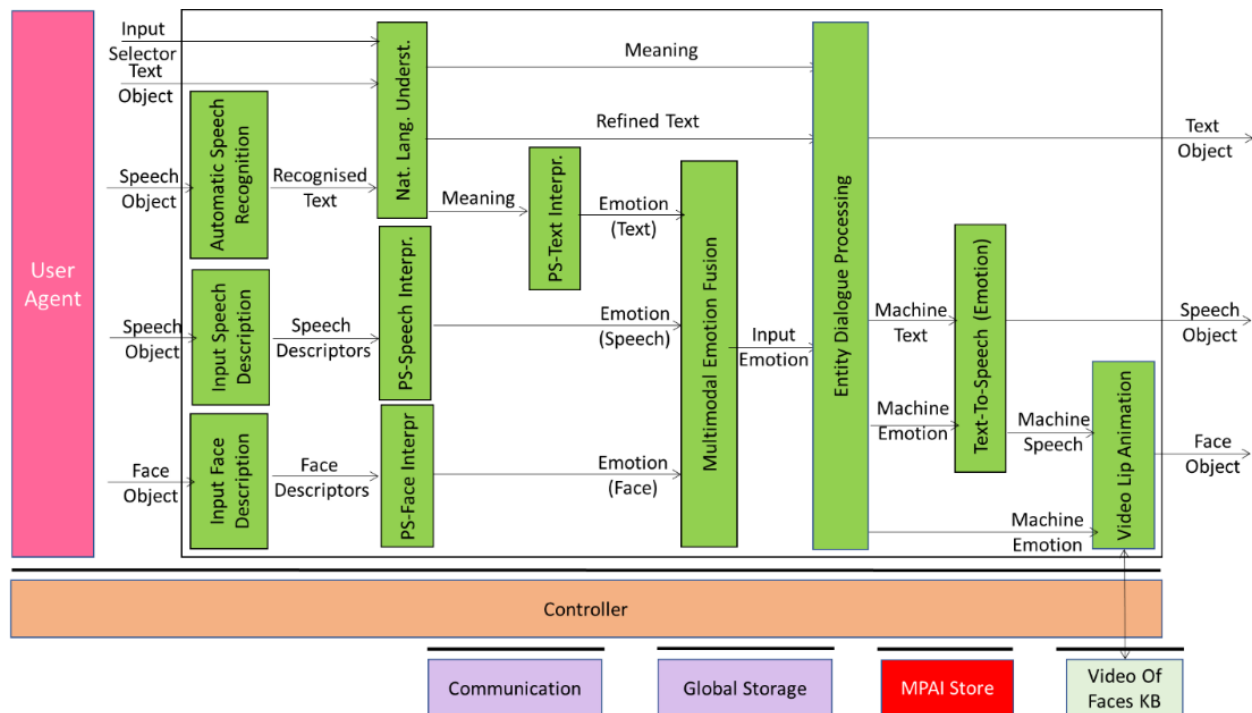 User
Agent
Input
Selector
Text
Object
Speech
Object
Speech
Object
Face
Object
Automatic Speech
Recognition
Input Speech
Description
Input Face
Description
Recognised
Text
Speech
Descriptors
Face
Descriptors
Nat. Lang. Underst.
PS-Speech Interpr.
PS-Face Interpr
Meaning
Refined Text
Meaning
PS-Text Interpr.
Emotion
(Text)
Emotion
(Speech)
Emotion
(Face)
Multimodal Emotion Fusion
Input
Emotion
Entity Dialogue Processing
Machine
Text
Machine
Emotion
Text-To-Speech (Emotion)
Machine
Speech
Machine
Emotion
Video Lip Animation
Text
Object
Speech
Object
Face
Object
Controller
Communication
Global Storage
MPAI Store
Video Of
Faces KB